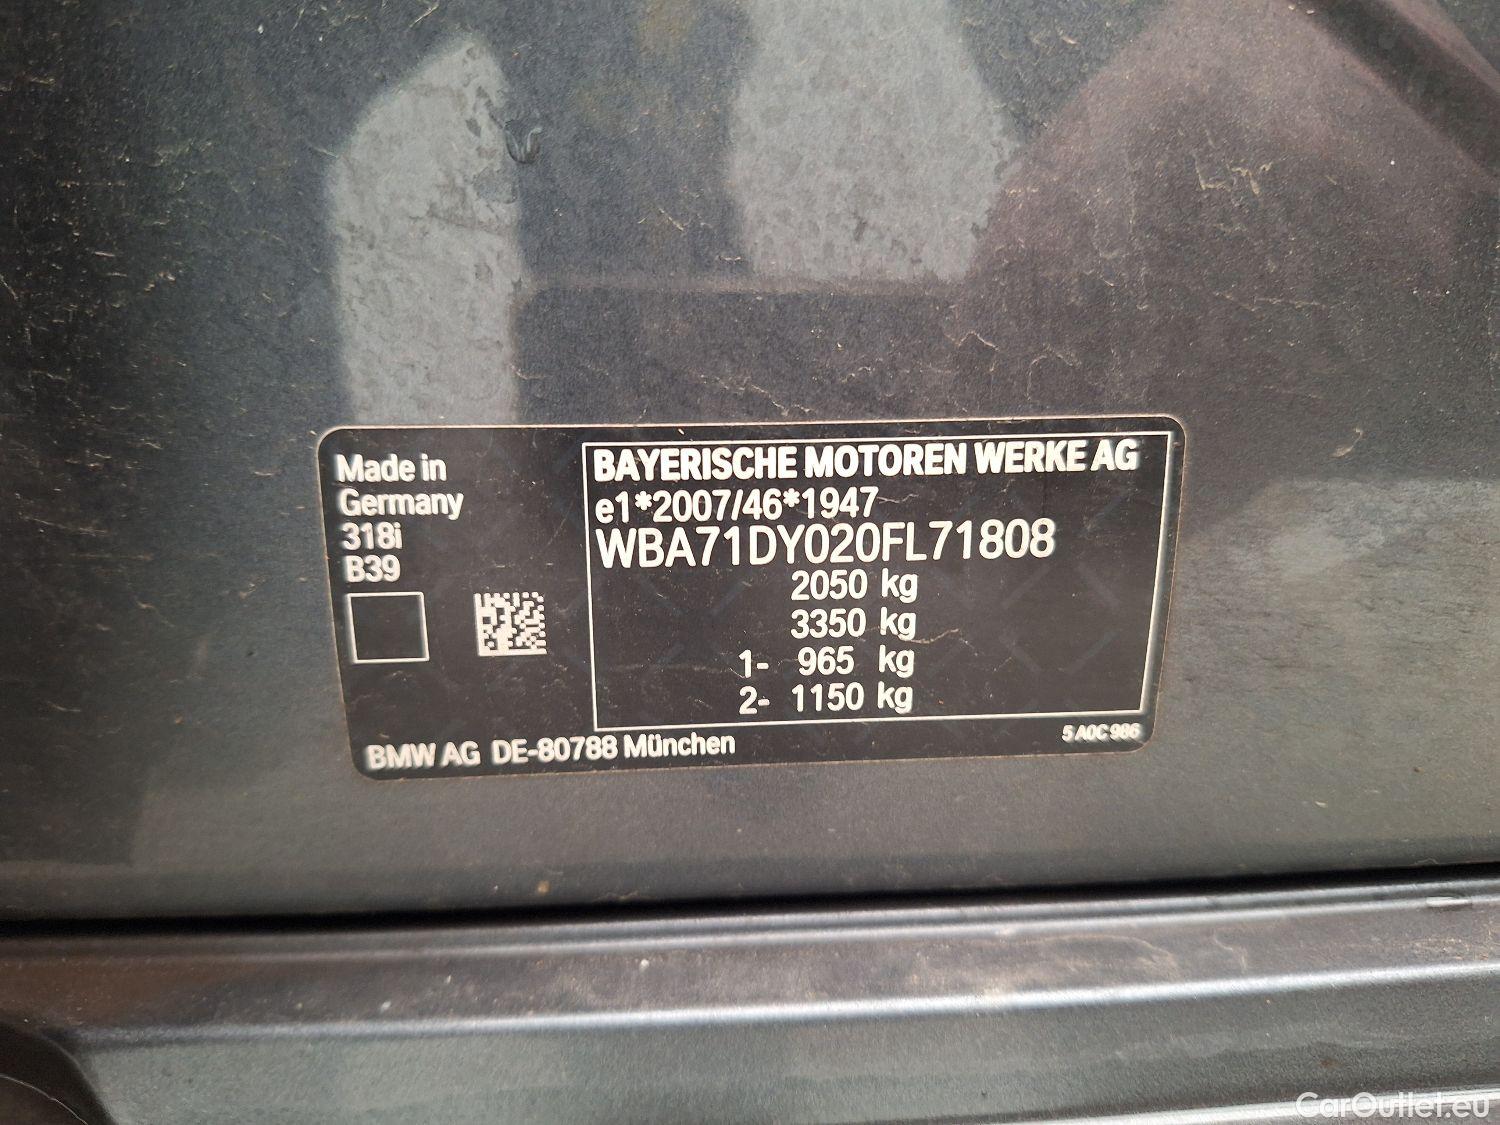 Made in
Germany
318i
B39
BAYERISCHE MOTOREN WERKE AG
e1*2007/46*1947
WBA71DY020FL71808
2050 kg
3350 kg
1- 965 kg
2- 1150 kg
BMW AG DE-80788 München
5 A0C 986
CarOutlet.eu